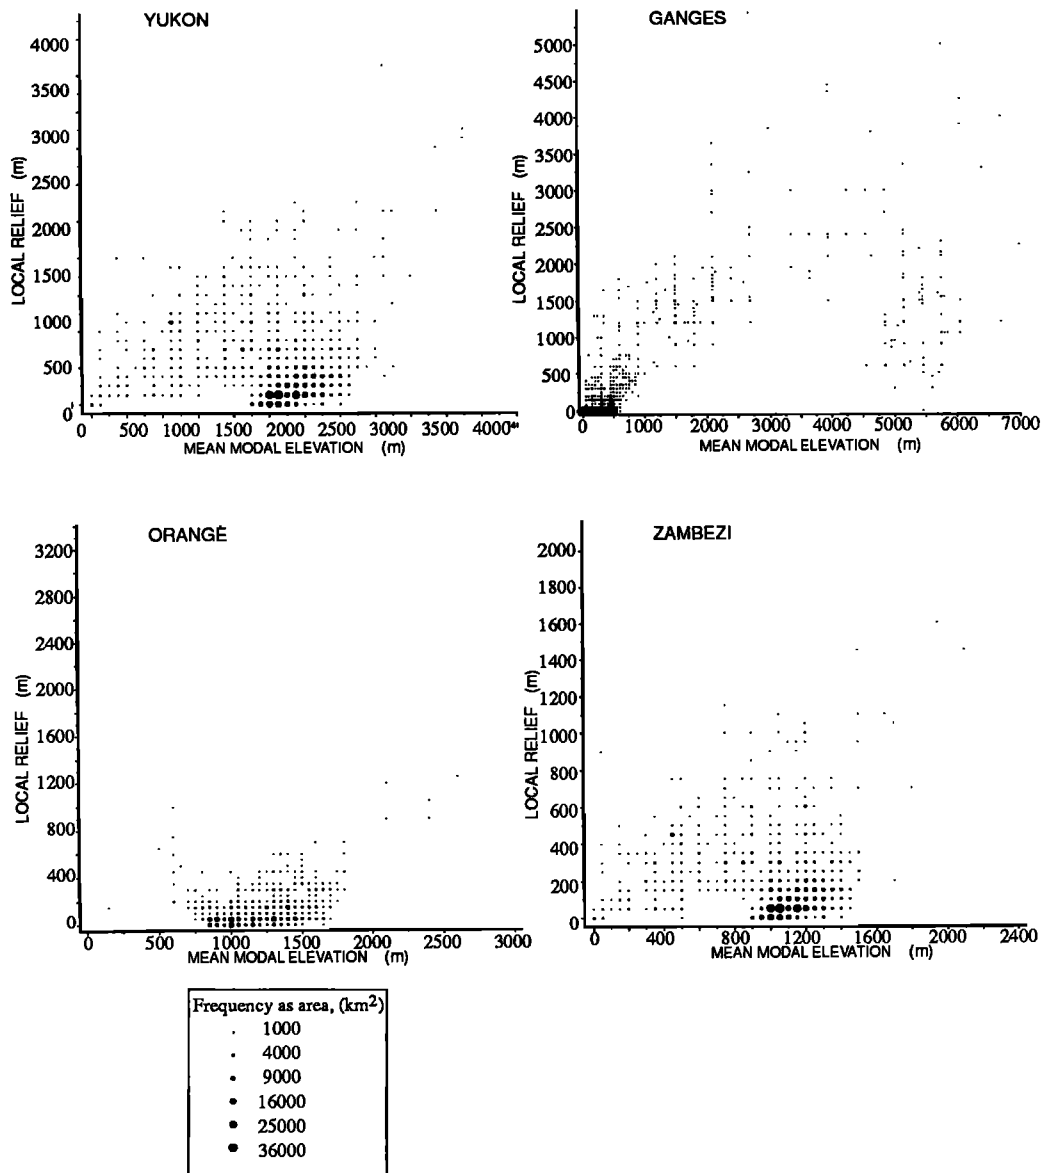 YUKON
4000
3500
3000
2500
2000
1500
1000
500
0
LOCAL RELIEF (m)
0 500 1000 1500 2000 2500 3000 3500 4000
MEAN MODAL ELEVATION (m)
GANGES
5000
4500
4000
3500
3000
2500
2000
1500
1000
500
0
LOCAL RELIEF (m)
0 1000 2000 3000 4000 5000 6000 7000
MEAN MODAL ELEVATION (m)
ORANGE
3200
2800
2400
2000
1600
1200
800
400
0
LOCAL RELIEF (m)
0 500 1000 1500 2000 2500 3000
MEAN MODAL ELEVATION (m)
ZAMBEZI
2000
1800
1600
1400
1200
1000
800
600
400
200
0
LOCAL RELIEF (m)
0 400 800 1200 1600 2000 2400
MEAN MODAL ELEVATION (m)
Frequency as area, (km²)
1000
4000
9000
16000
25000
36000